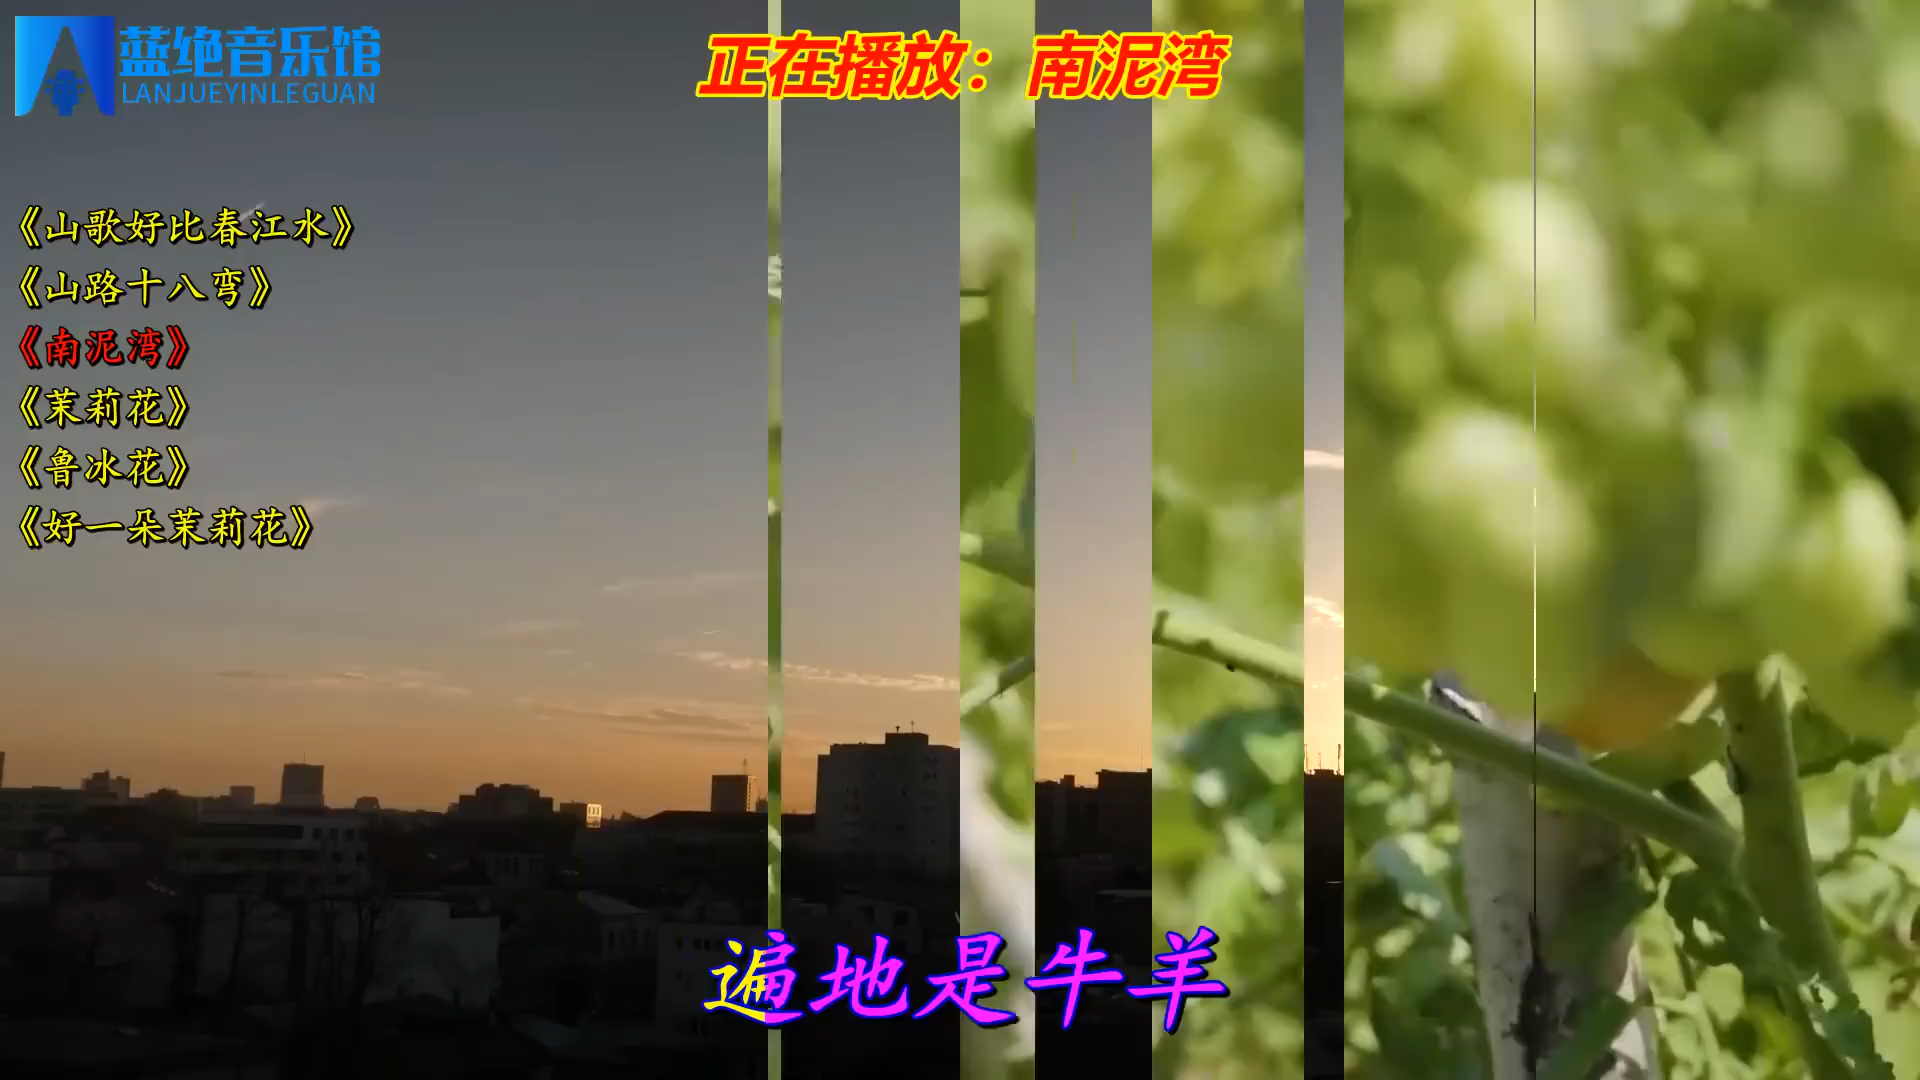 蓝绝音乐馆
LANJUEYINLEGUAN
正在播放：南泥湾
《山歌好比春江水》
《山路十八弯》
《南泥湾》
《茉莉花》
《鲁冰花》
《好一朵茉莉花》
遍地是牛羊